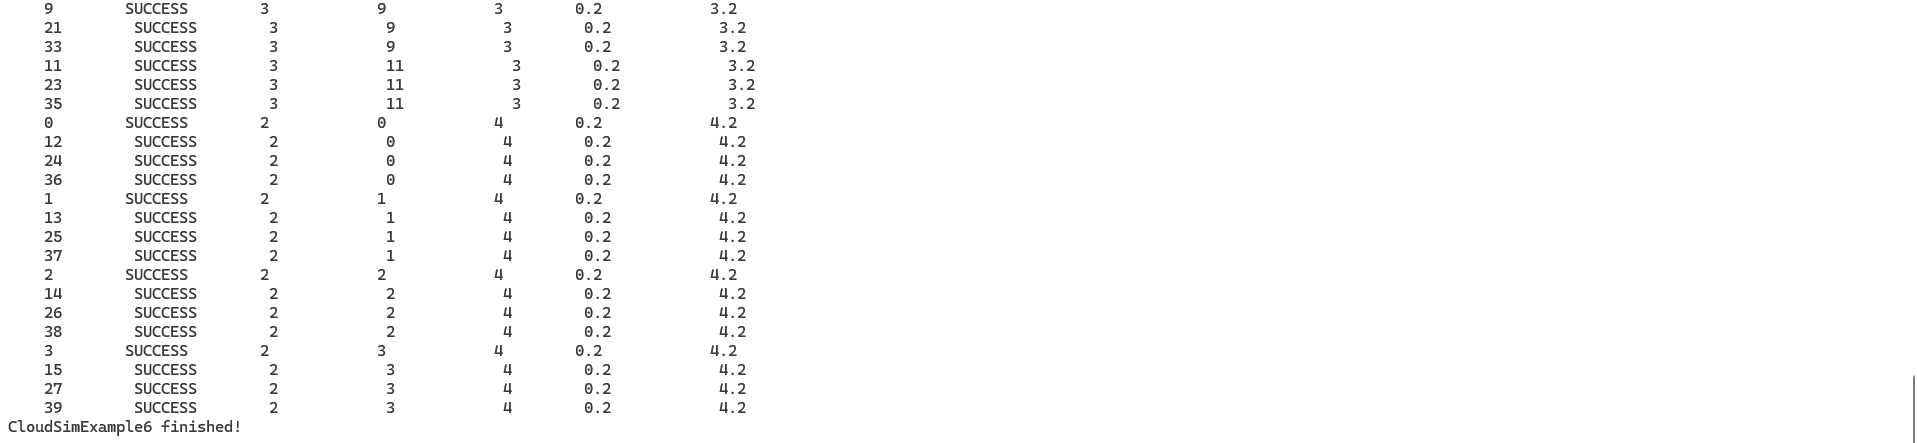 9        SUCCESS        3            9            3        0.2            3.2
21        SUCCESS        3            9            3        0.2            3.2
33        SUCCESS        3            9            3        0.2            3.2
11        SUCCESS        3            11            3        0.2            3.2
23        SUCCESS        3            11            3        0.2            3.2
35        SUCCESS        3            11            3        0.2            3.2
0        SUCCESS        2            0            4        0.2            4.2
12        SUCCESS        2            0            4        0.2            4.2
24        SUCCESS        2            0            4        0.2            4.2
36        SUCCESS        2            0            4        0.2            4.2
1        SUCCESS        2            1            4        0.2            4.2
13        SUCCESS        2            1            4        0.2            4.2
25        SUCCESS        2            1            4        0.2            4.2
37        SUCCESS        2            1            4        0.2            4.2
2        SUCCESS        2            2            4        0.2            4.2
14        SUCCESS        2            2            4        0.2            4.2
26        SUCCESS        2            2            4        0.2            4.2
38        SUCCESS        2            2            4        0.2            4.2
3        SUCCESS        2            3            4        0.2            4.2
15        SUCCESS        2            3            4        0.2            4.2
27        SUCCESS        2            3            4        0.2            4.2
39        SUCCESS        2            3            4        0.2            4.2
CloudSimExample6 finished!